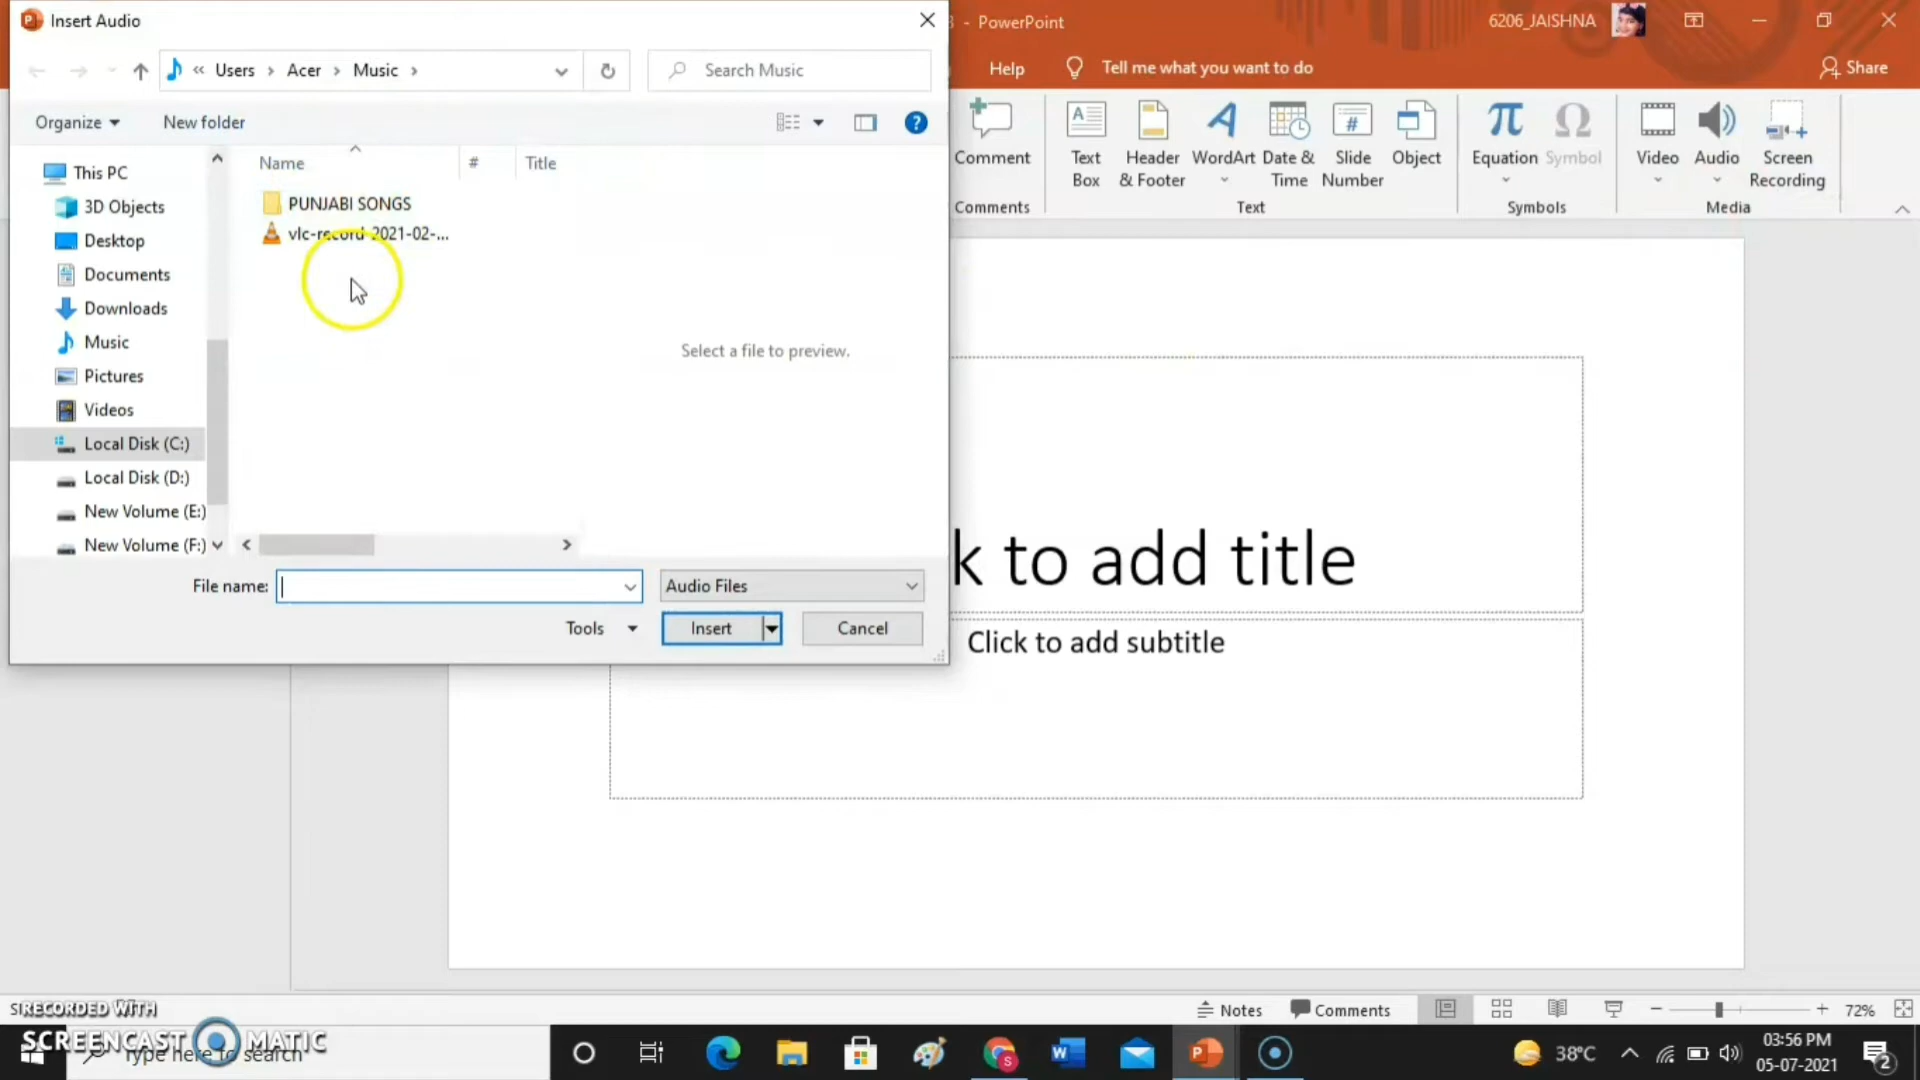 Insert Audio
- PowerPoint
6206_JAISHNA
« Users › Acer › Music ›
Search Music
Help
Tell me what you want to do
Share
Organize
New folder
Name
#
Title
This PC
3D Objects
Desktop
Documents
Downloads
Music
Pictures
Videos
Local Disk (C:)
Local Disk (D:)
New Volume (E:)
New Volume (F:)
PUNJABI SONGS
vlc-record-2021-02-...
Select a file to preview.
File name:
Audio Files
Tools
Insert
Cancel
Comment
Text Box
Header & Footer
WordArt
Date & Time
Slide Number
Object
Equation
Symbol
Video
Audio
Screen Recording
Comments
Text
Symbols
Media
k to add title
Click to add subtitle
RECORDED WITH
SCREENCAST MATIC
Notes
Comments
72%
Type here to search
38°C
03:56 PM
05-07-2021
2